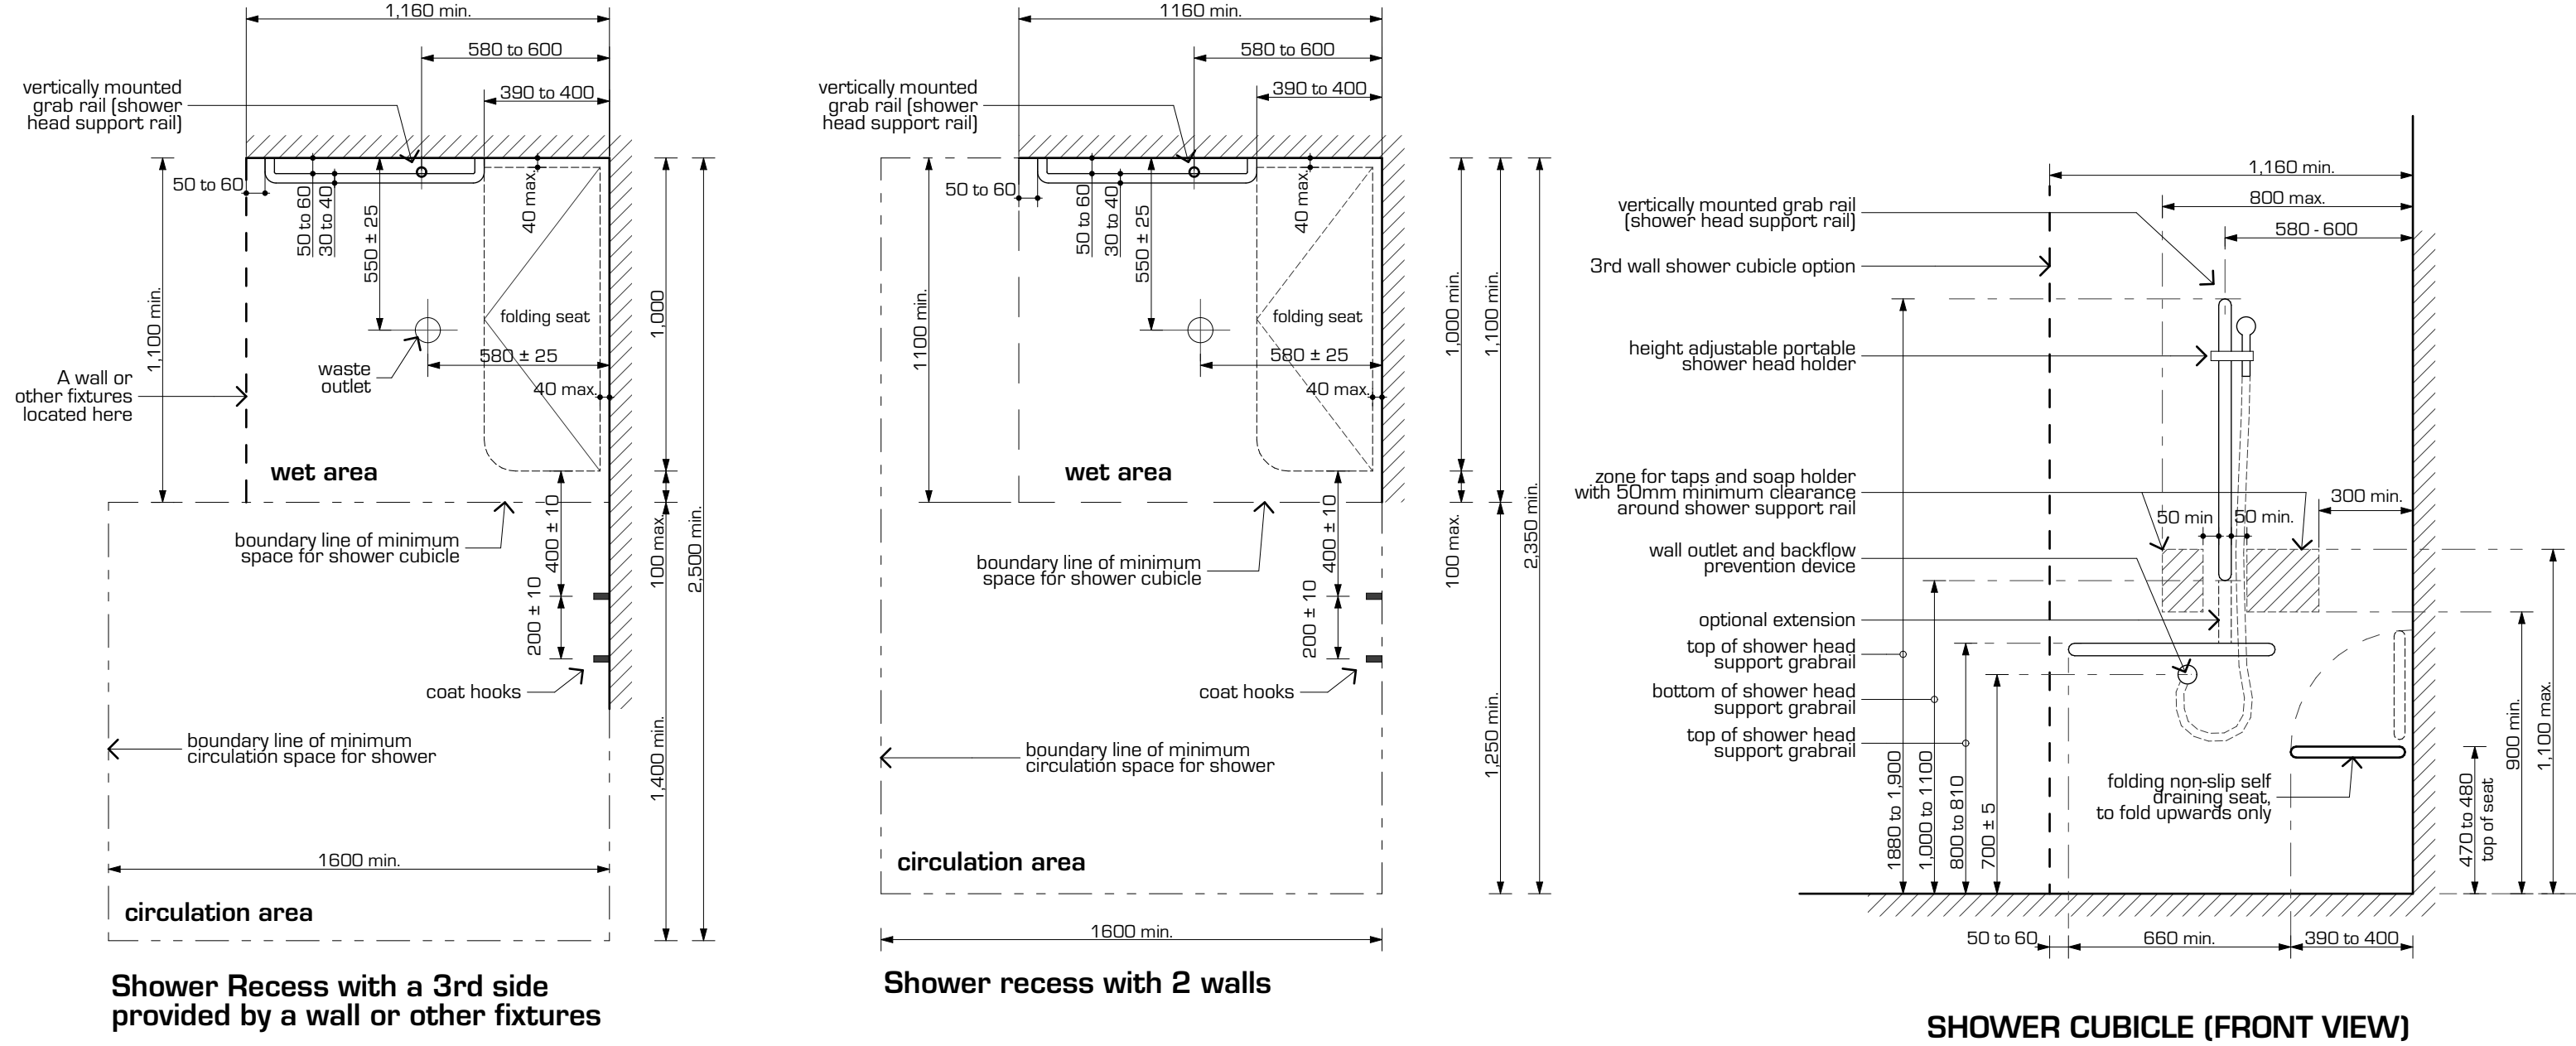 1,160 min.
580 to 600
390 to 400
vertically mounted
grab rail (shower
head support rail)
50 to 60
50 to 60
30 to 40
550 ± 25
40 max.
1,100 min.
folding seat
1,000
580 ± 25
waste
outlet
40 max.
A wall or
other fixtures
located here
wet area
400 ± 10
100 max.
2,500 min.
boundary line of minimum
space for shower cubicle
200 ± 10
coat hooks
boundary line of minimum
circulation space for shower
1,400 min.
1600 min.
circulation area
Shower Recess with a 3rd side
provided by a wall or other fixtures
1160 min.
580 to 600
390 to 400
vertically mounted
grab rail (shower
head support rail)
50 to 60
50 to 60
30 to 40
550 ± 25
40 max.
1100 min.
folding seat
1,000 min.
1,100 min.
580 ± 25
40 max.
wet area
400 ± 10
100 max.
2,350 min.
boundary line of minimum
space for shower cubicle
200 ± 10
coat hooks
boundary line of minimum
circulation space for shower
1,250 min.
circulation area
1600 min.
Shower recess with 2 walls
1,160 min.
800 max.
580 - 600
vertically mounted grab rail
(shower head support rail)
3rd wall shower cubicle option
height adjustable portable
shower head holder
zone for taps and soap holder
with 50mm minimum clearance
around shower support rail
300 min.
50 min
50 min.
wall outlet and backflow
prevention device
optional extension
top of shower head
support grabrail
bottom of shower head
support grabrail
top of shower head
support grabrail
1880 to 1,900
1,000 to 1100
800 to 810
700 ± 5
folding non-slip self
draining seat,
to fold upwards only
470 to 480
top of seat
900 min.
1,100 max.
50 to 60
660 min.
390 to 400
SHOWER CUBICLE (FRONT VIEW)